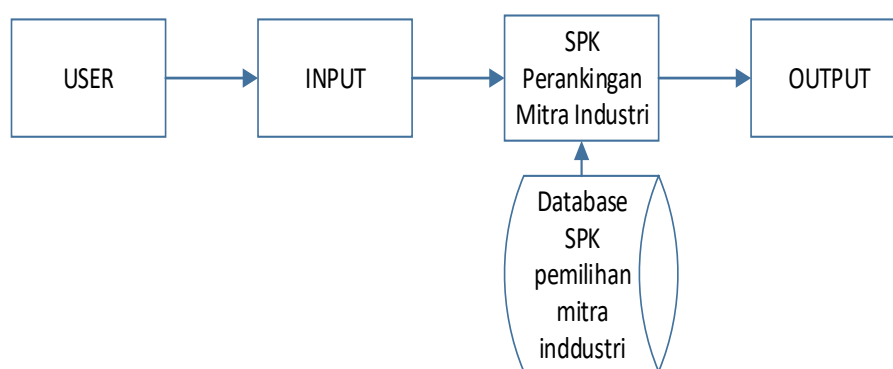 USER
INPUT
SPK
Perankingan
Mitra Industri
OUTPUT
Database
SPK
pemilihan
mitra
inddustri